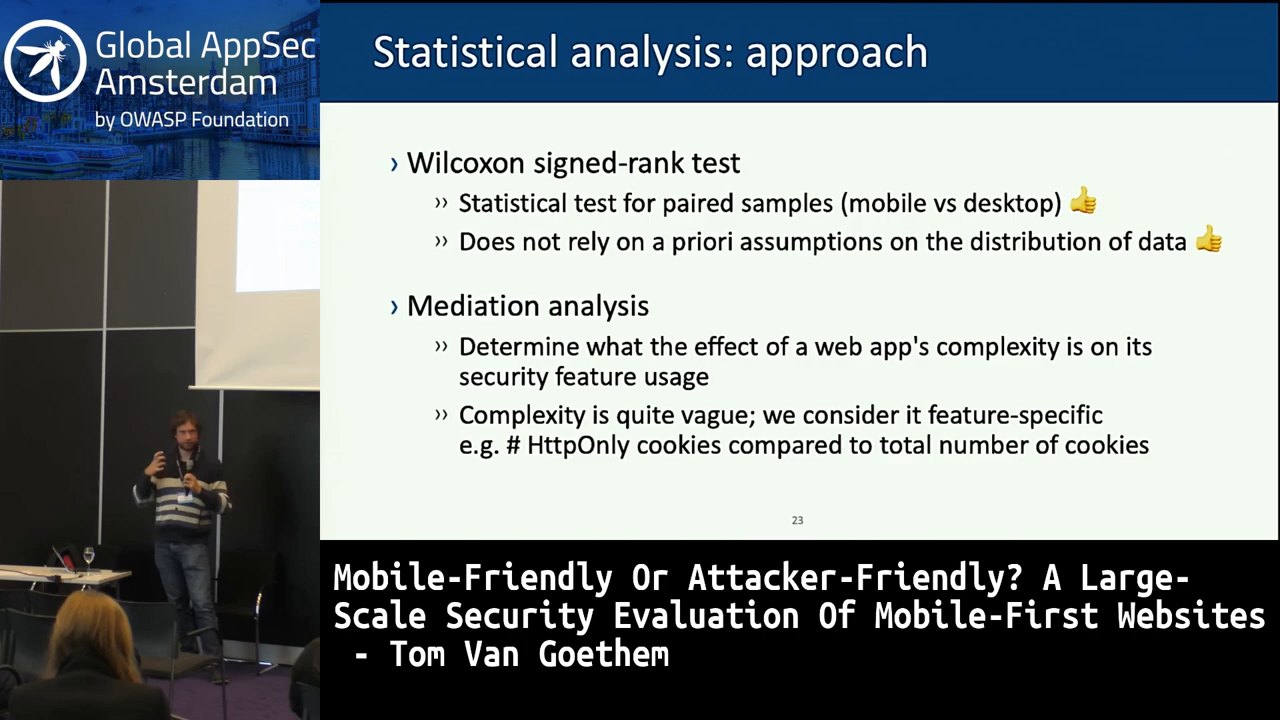 Global AppSec
Amsterdam
by OWASP Foundation
Statistical analysis: approach
› Wilcoxon signed-rank test
›› Statistical test for paired samples (mobile vs desktop) 👍
›› Does not rely on a priori assumptions on the distribution of data 👍
› Mediation analysis
›› Determine what the effect of a web app's complexity is on its
security feature usage
›› Complexity is quite vague; we consider it feature-specific
e.g. # HttpOnly cookies compared to total number of cookies
23
Mobile-Friendly Or Attacker-Friendly? A Large-
Scale Security Evaluation Of Mobile-First Websites
- Tom Van Goethem